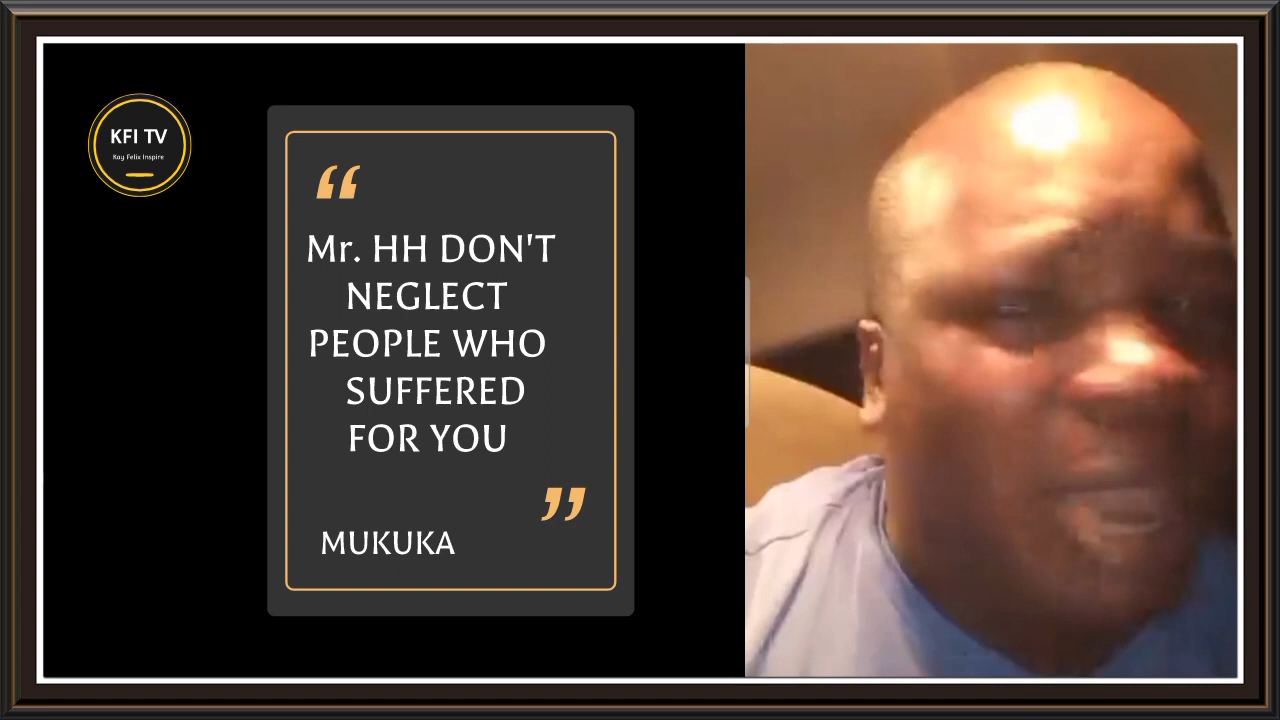 KFI TV
Kay Felix Inspire
“
Mr. HH DON'T
NEGLECT
PEOPLE WHO
SUFFERED
FOR YOU
”
MUKUKA